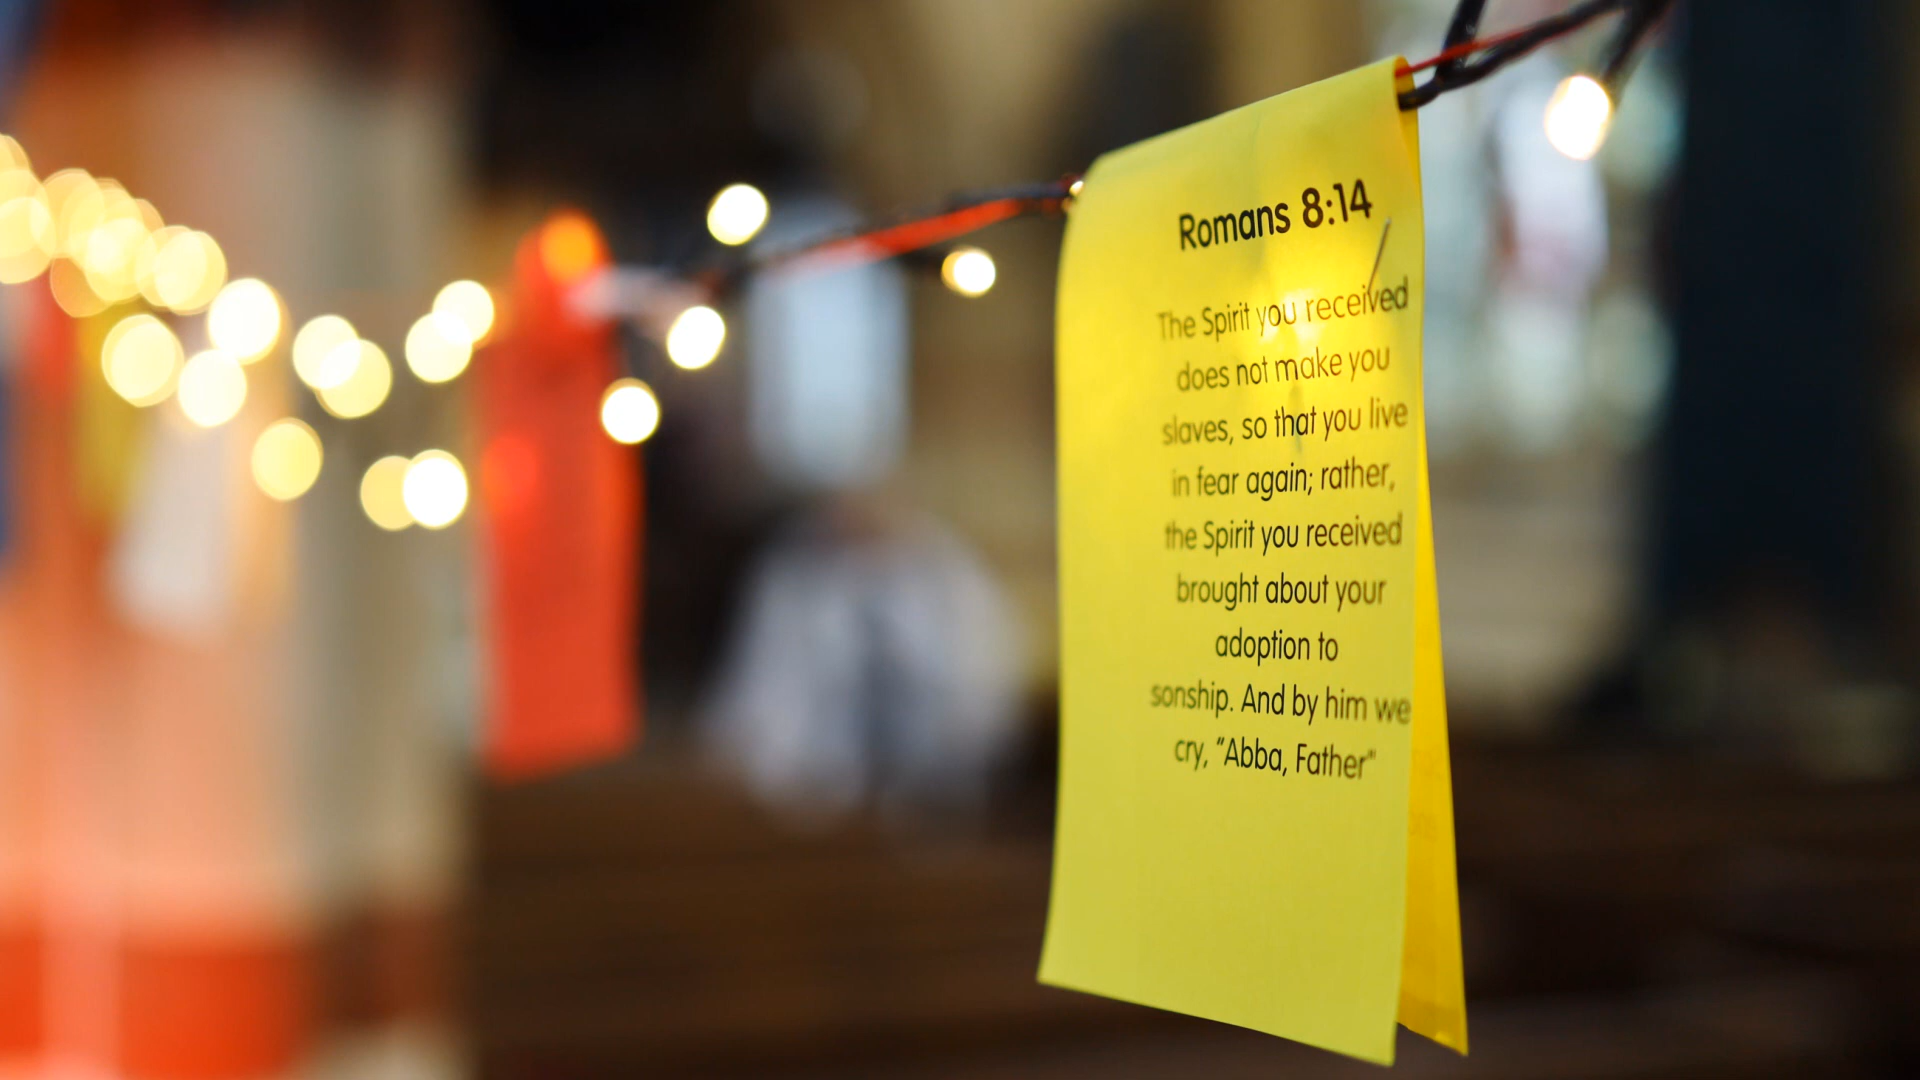 Romans 8:14
The Spirit you received
does not make you
slaves, so that you live
in fear again; rather,
the Spirit you received
brought about your
adoption to
sonship. And by him we
cry, “Abba, Father”